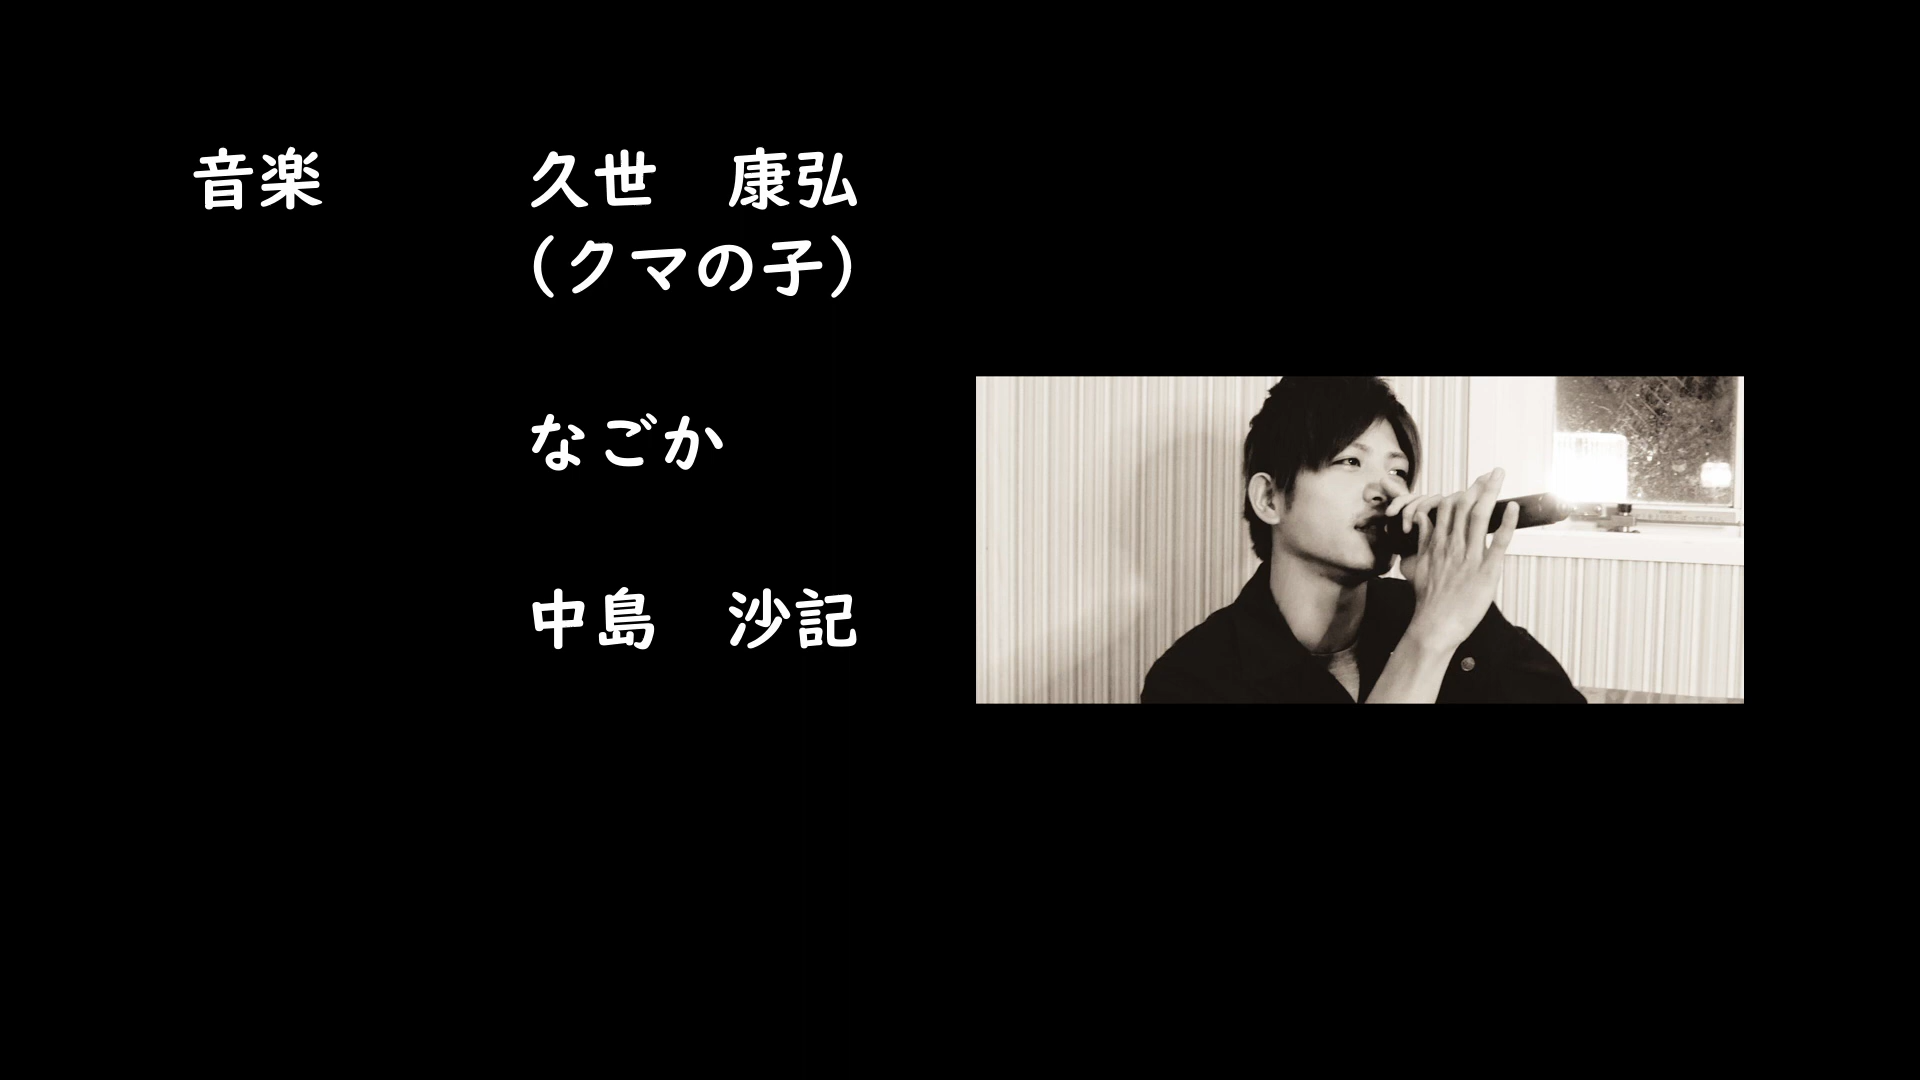 音楽　久世　康弘
（クマの子）
なごか
中島　沙記